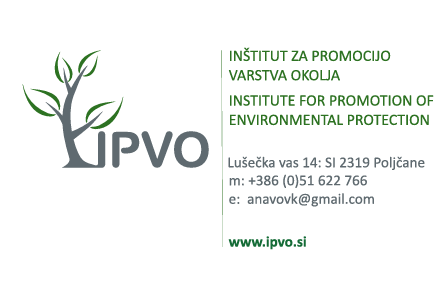 IPVO
INŠTITUT ZA PROMOCIJO
VARSTVA OKOLJA
INSTITUTE FOR PROMOTION OF
ENVIRONMENTAL PROTECTION
Lušečka vas 14: SI 2319 Poljčane
m: +386 (0)51 622 766
e: anavovk@gmail.com
www.ipvo.si